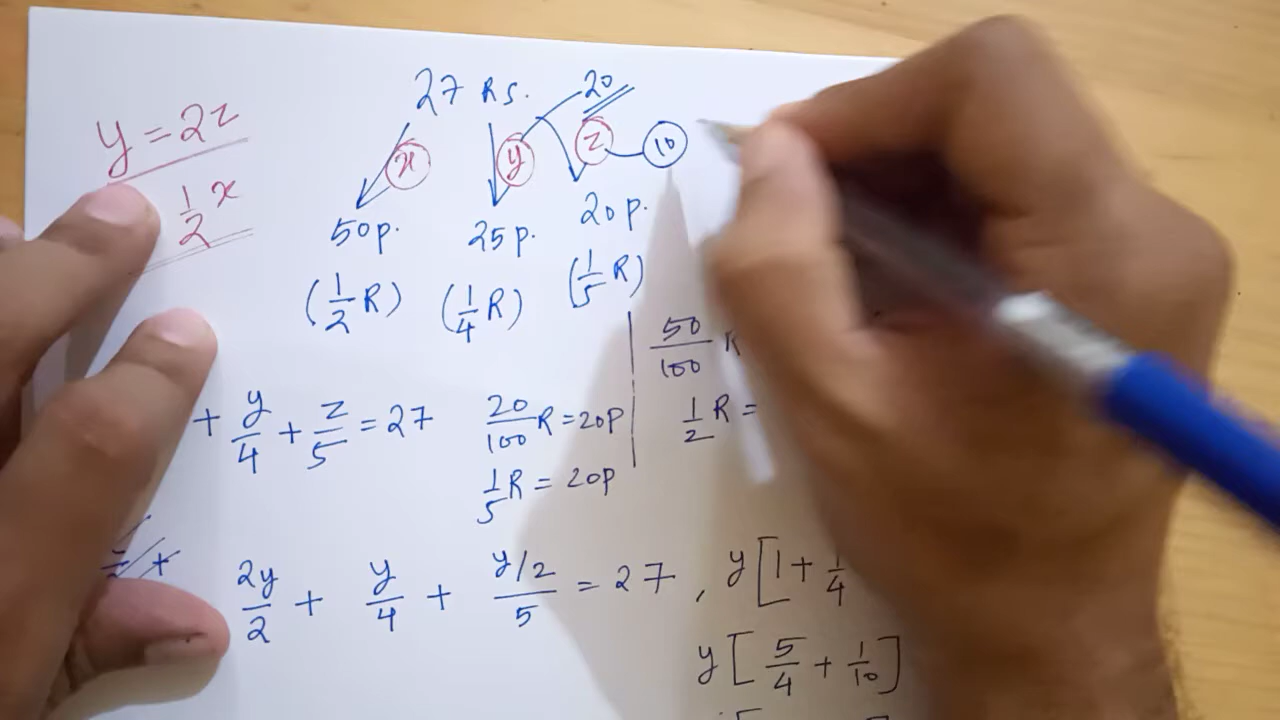 y = 2z
1/2 x
27 RS. 20
x y z 10
50p. 25p. 20p.
(1/2 R) (1/4 R) (1/5 R)
50/100 R
+ y/4 + z/5 = 27 20/100 R = 20P 1/2 R =
1/5 R = 20P
2y/2 + y/4 + (y/2)/5 = 27 , y[1 + 1/4
y[5/4 + 1/10]